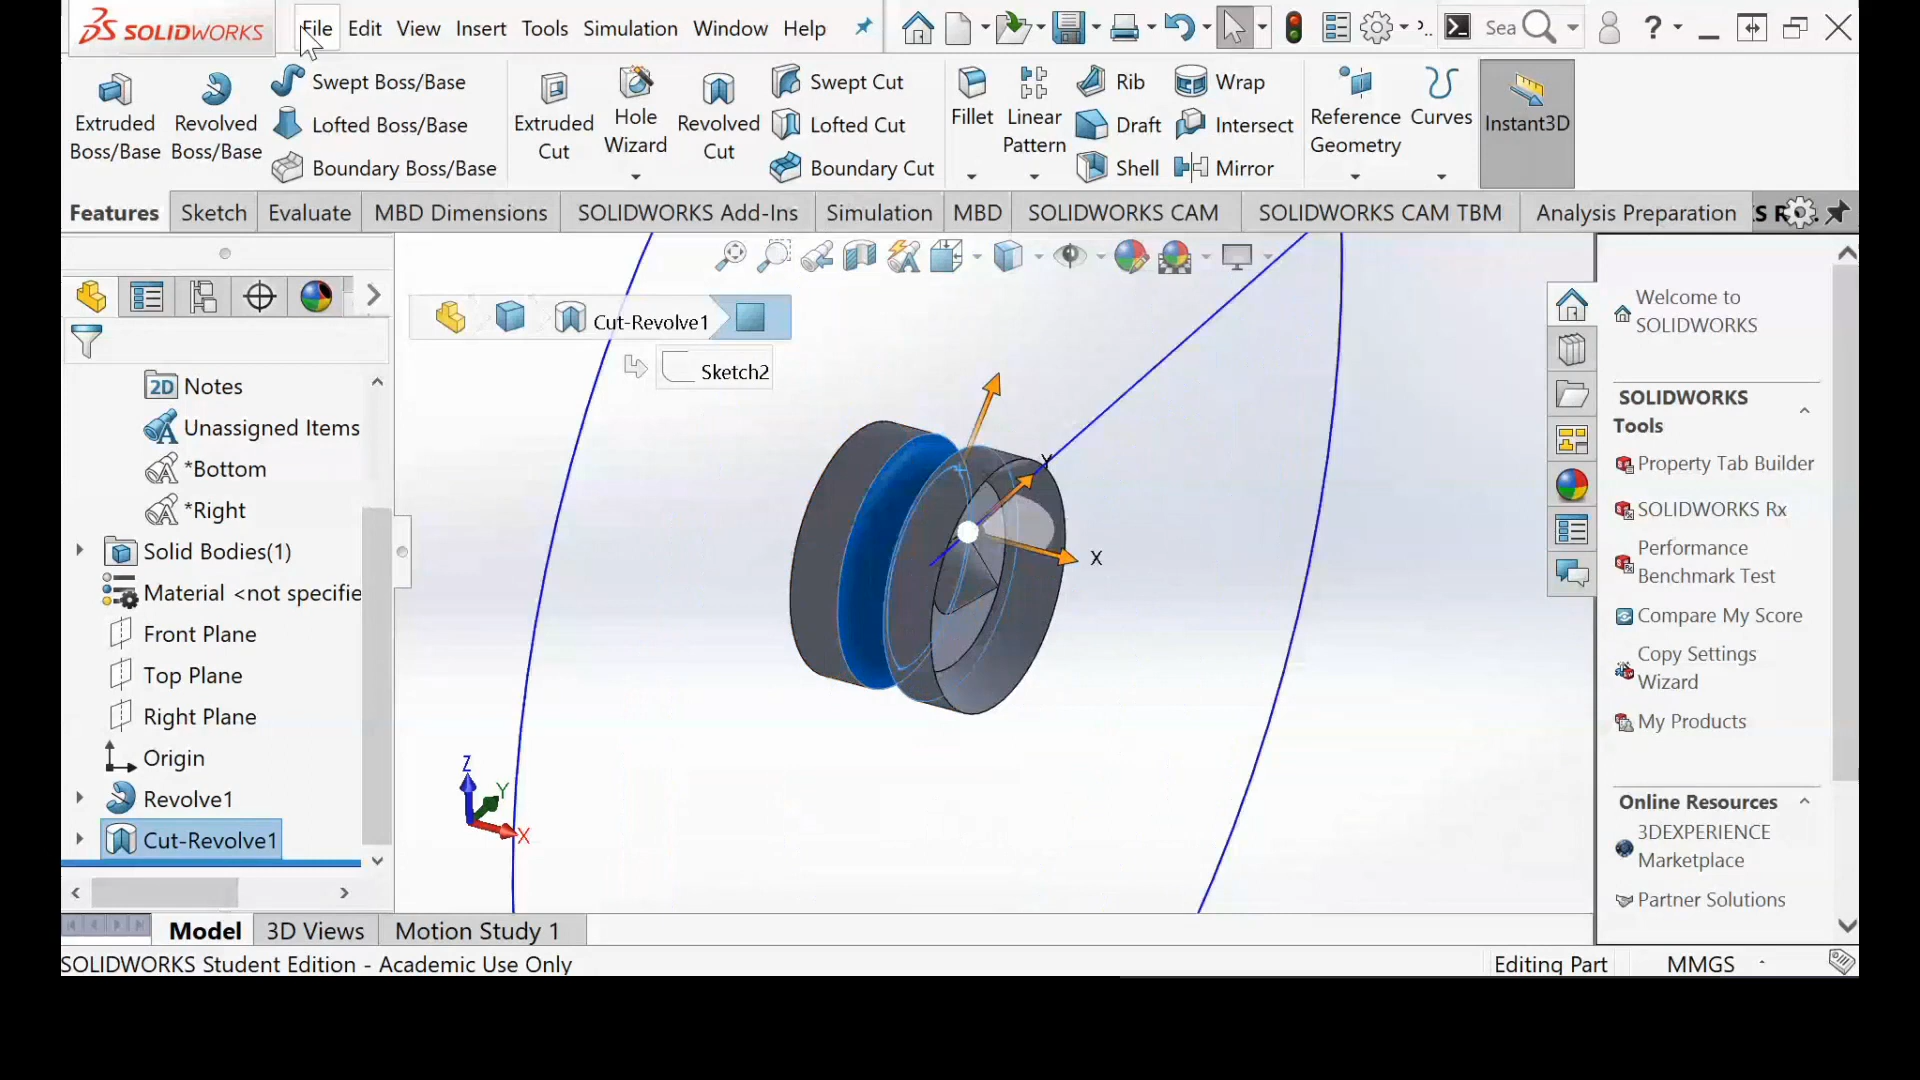 SOLIDWORKS
File Edit View Insert Tools Simulation Window Help
Sea
?
Extruded Boss/Base
Revolved Boss/Base
Swept Boss/Base
Lofted Boss/Base
Boundary Boss/Base
Extruded Cut
Hole Wizard
Revolved Cut
Swept Cut
Lofted Cut
Boundary Cut
Fillet
Linear Pattern
Rib
Draft
Shell
Wrap
Intersect
Mirror
Reference Geometry
Curves
Instant3D
Features Sketch Evaluate MBD Dimensions SOLIDWORKS Add-Ins Simulation MBD SOLIDWORKS CAM SOLIDWORKS CAM TBM Analysis Preparation
Notes
Unassigned Items
*Bottom
*Right
Solid Bodies(1)
Material <not specifie
Front Plane
Top Plane
Right Plane
Origin
Revolve1
Cut-Revolve1
Cut-Revolve1
Sketch2
Y
X
Z
Y
X
Welcome to
SOLIDWORKS
SOLIDWORKS
Tools
Property Tab Builder
SOLIDWORKS Rx
Performance
Benchmark Test
Compare My Score
Copy Settings
Wizard
My Products
Online Resources
3DEXPERIENCE
Marketplace
Partner Solutions
Model 3D Views Motion Study 1
SOLIDWORKS Student Edition - Academic Use Only
Editing Part MMGS